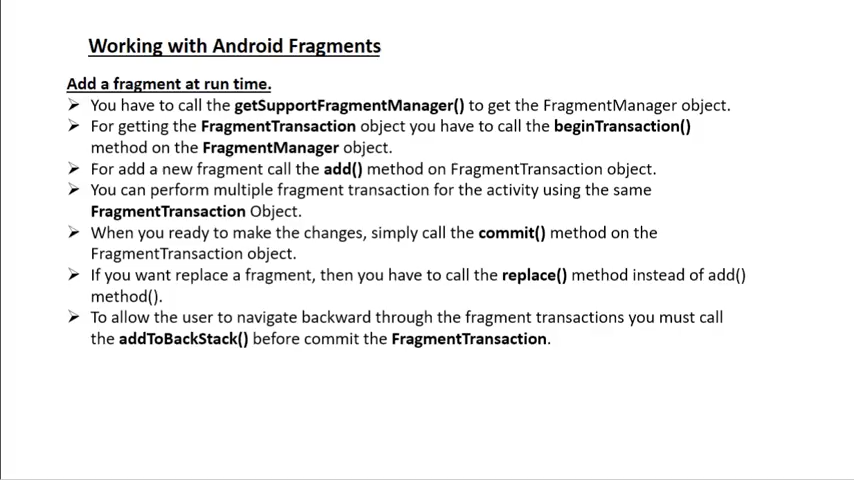 Working with Android Fragments
Add a fragment at run time.
➢ You have to call the getSupportFragmentManager() to get the FragmentManager object.
➢ For getting the FragmentTransaction object you have to call the beginTransaction()
method on the FragmentManager object.
➢ For add a new fragment call the add() method on FragmentTransaction object.
➢ You can perform multiple fragment transaction for the activity using the same
FragmentTransaction Object.
➢ When you ready to make the changes, simply call the commit() method on the
FragmentTransaction object.
➢ If you want replace a fragment, then you have to call the replace() method instead of add()
method().
➢ To allow the user to navigate backward through the fragment transactions you must call
the addToBackStack() before commit the FragmentTransaction.